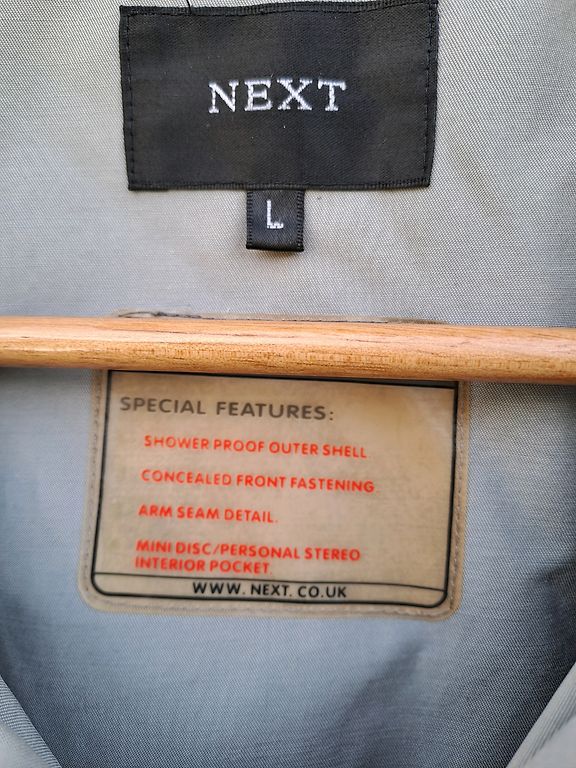 NEXT
L
SPECIAL FEATURES:
SHOWER PROOF OUTER SHELL
CONCEALED FRONT FASTENING.
ARM SEAM DETAIL.
MINI DISC/PERSONAL STEREO
INTERIOR POCKET.
WWW. NEXT. CO.UK